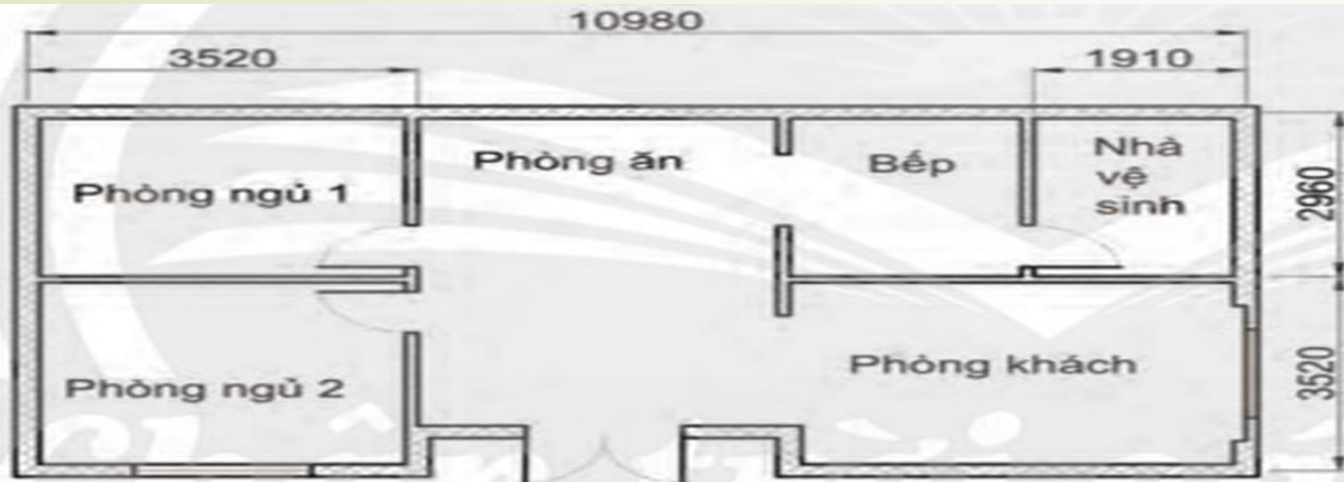 10980
3520
1910
Phòng ngủ 1
Phòng ăn
Bếp
Nhà
vệ
sinh
2960
Phòng ngủ 2
Phòng khách
3520